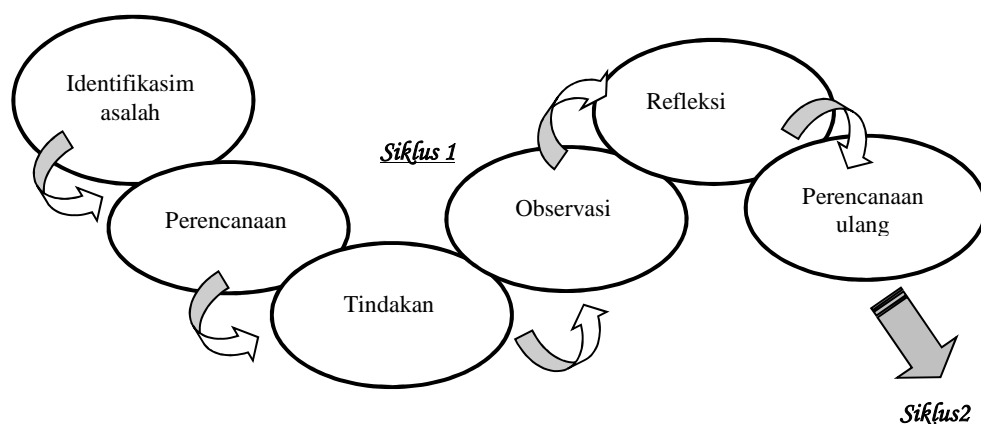 Identifikasim
asalah
Perencanaan
Tindakan
Siklus 1
Observasi
Refleksi
Perencanaan
ulang
Siklus2